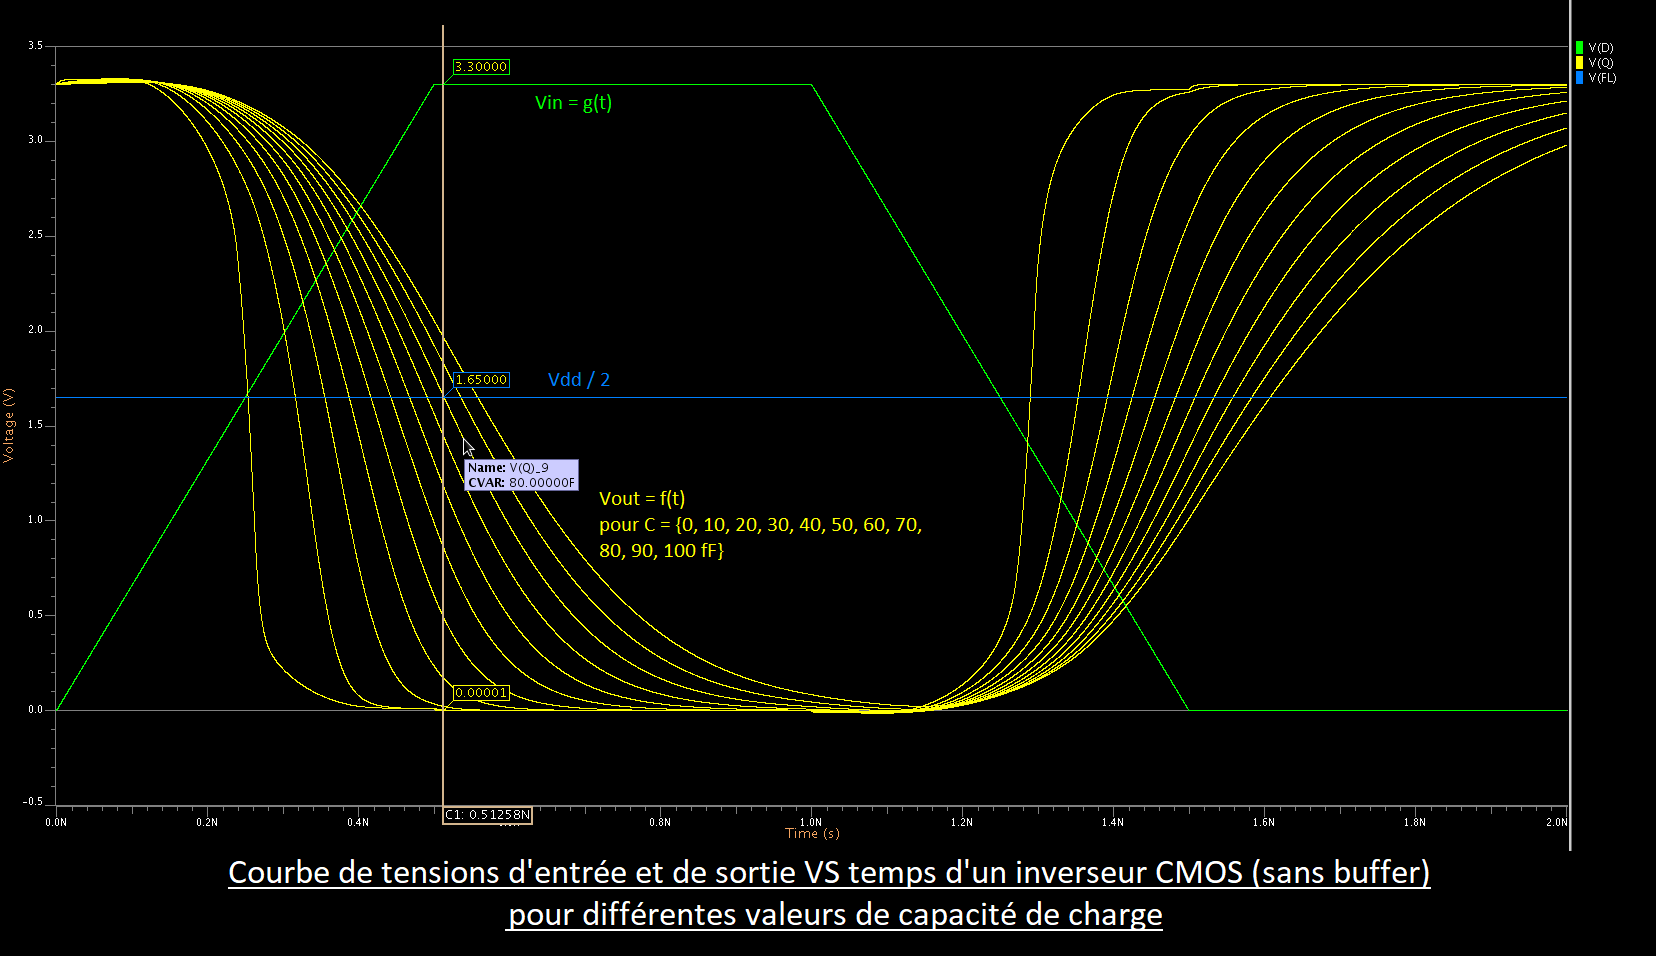 3.5
3.0
2.5
2.0
1.5
1.0
0.5
0.0
-0.5
Voltage (V)
3.30000
Vin = g(t)
1.65000
Vdd / 2
Name: V(Q)_9
CVAR: 80.00000F
Vout = f(t)
pour C = {0, 10, 20, 30, 40, 50, 60, 70,
80, 90, 100 fF}
0.00001
V(D)
V(Q)
V(FL)
C1: 0.51258N
0.0N 0.2N 0.4N 0.8N 1.0N 1.2N 1.4N 1.6N 1.8N 2.0N
Time (s)
Courbe de tensions d'entrée et de sortie VS temps d'un inverseur CMOS (sans buffer)
pour différentes valeurs de capacité de charge